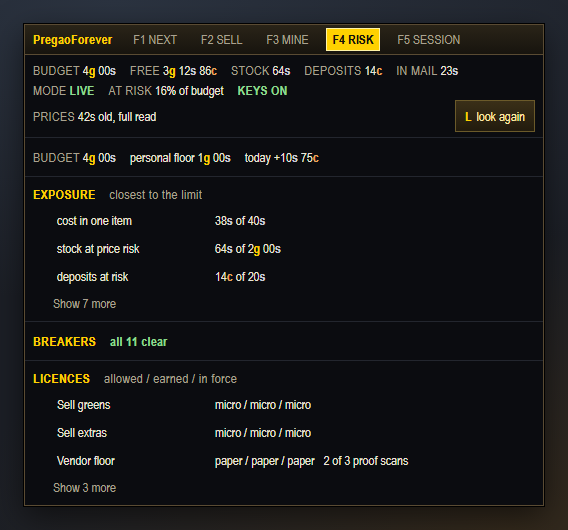 PregaoForever F1 NEXT F2 SELL F3 MINE F4 RISK F5 SESSION
BUDGET 4g 00s FREE 3g 12s 86c STOCK 64s DEPOSITS 14c IN MAIL 23s
MODE LIVE AT RISK 16% of budget KEYS ON
PRICES 42s old, full read L look again
BUDGET 4g 00s personal floor 1g 00s today +10s 75c
EXPOSURE closest to the limit
cost in one item 38s of 40s
stock at price risk 64s of 2g 00s
deposits at risk 14c of 20s
Show 7 more
BREAKERS all 11 clear
LICENCES allowed / earned / in force
Sell greens micro / micro / micro
Sell extras micro / micro / micro
Vendor floor paper / paper / paper 2 of 3 proof scans
Show 3 more